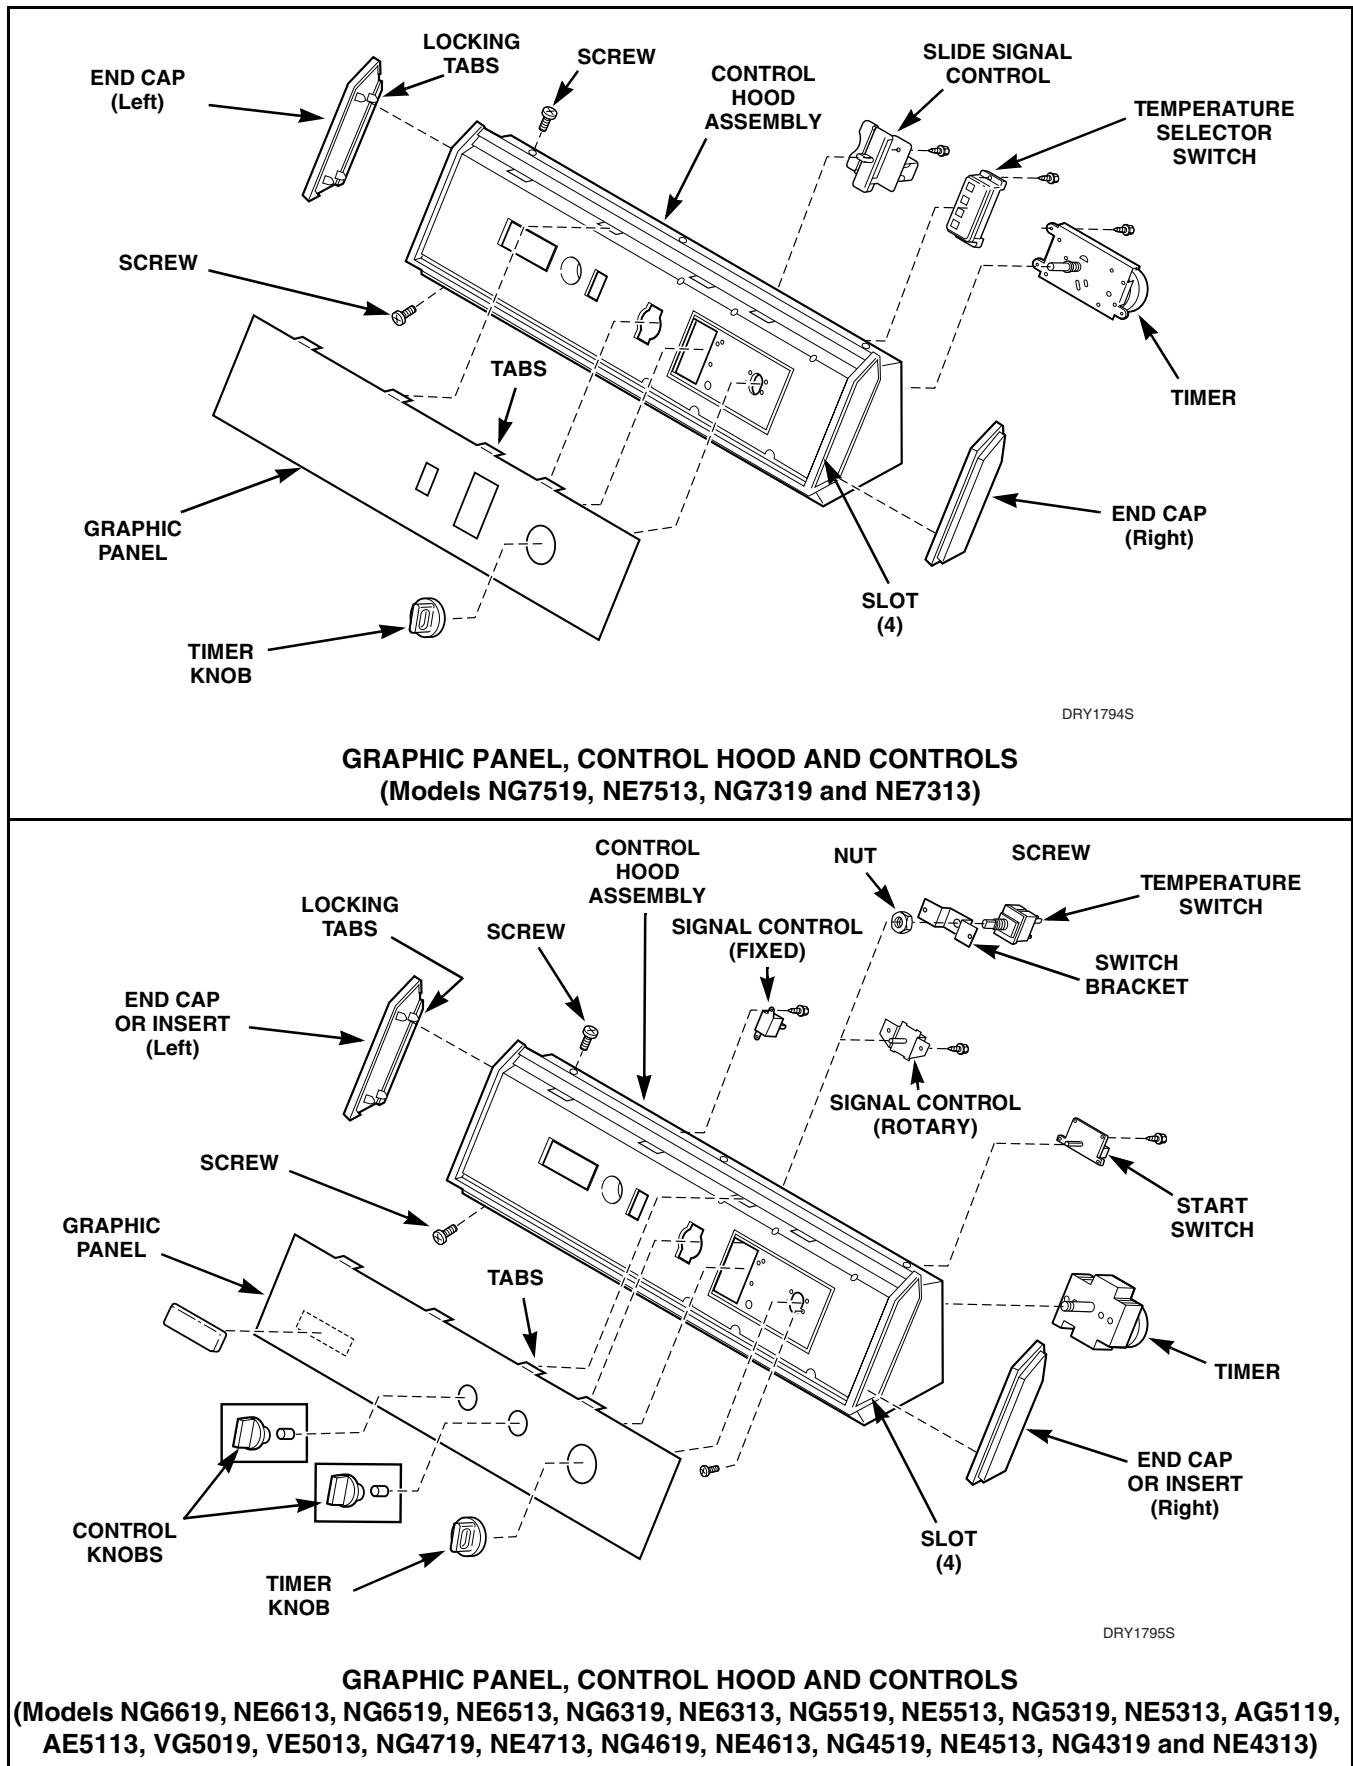 LOCKING
TABS
SCREW
END CAP
(Left)
CONTROL
HOOD
ASSEMBLY
SLIDE SIGNAL
CONTROL
TEMPERATURE
SELECTOR
SWITCH
SCREW
TABS
TIMER
GRAPHIC
PANEL
END CAP
(Right)
SLOT
(4)
TIMER
KNOB
DRY1794S
GRAPHIC PANEL, CONTROL HOOD AND CONTROLS
(Models NG7519, NE7513, NG7319 and NE7313)
CONTROL
HOOD
ASSEMBLY
NUT
SCREW
TEMPERATURE
SWITCH
LOCKING
TABS
SCREW
SIGNAL CONTROL
(FIXED)
SWITCH
BRACKET
END CAP
OR INSERT
(Left)
SIGNAL CONTROL
(ROTARY)
SCREW
START
SWITCH
GRAPHIC
PANEL
TABS
TIMER
END CAP
OR INSERT
(Right)
CONTROL
KNOBS
SLOT
(4)
TIMER
KNOB
DRY1795S
GRAPHIC PANEL, CONTROL HOOD AND CONTROLS
(Models NG6619, NE6613, NG6519, NE6513, NG6319, NE6313, NG5519, NE5513, NG5319, NE5313, AG5119,
AE5113, VG5019, VE5013, NG4719, NE4713, NG4619, NE4613, NG4519, NE4513, NG4319 and NE4313)